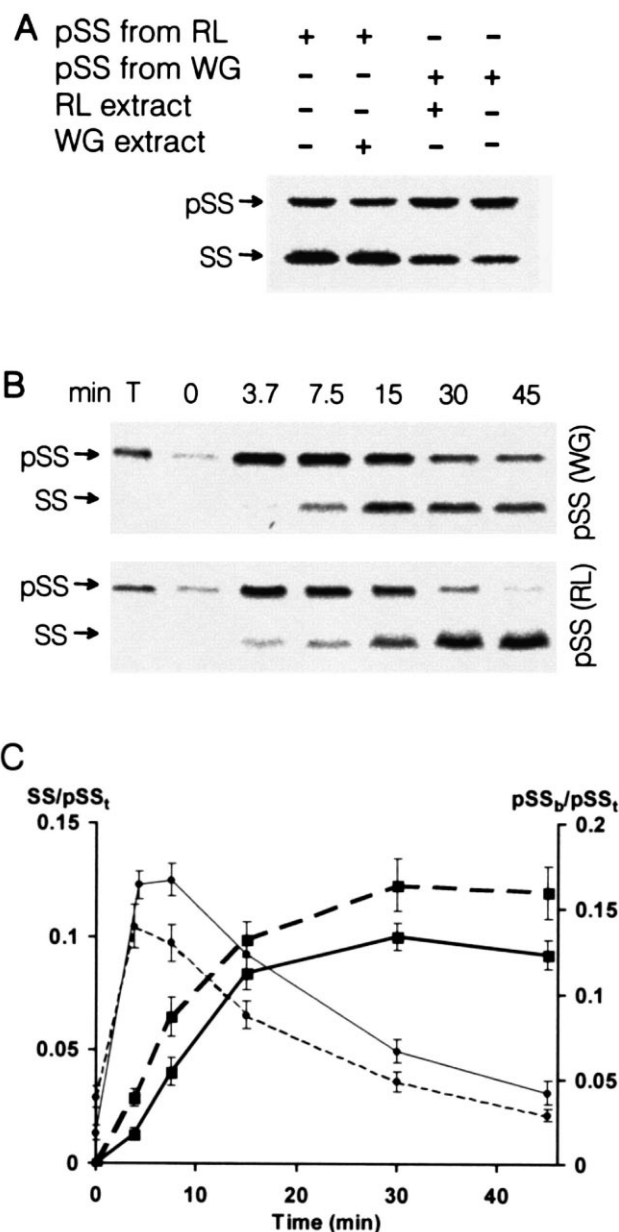 A
pSS from RL + + - -
pSS from WG - - + +
RL extract - - + -
WG extract - + - -
pSS→
SS→
B
min T 0 3.7 7.5 15 30 45
pSS→
SS→
pSS (WG)
pSS→
SS→
pSS (RL)
C
SS/pSSt pSSb/pSSt
0.15 0.2
0.15
0.1
0.1
0.05
0.05
0 0
0 10 20 30 40
Time (min)